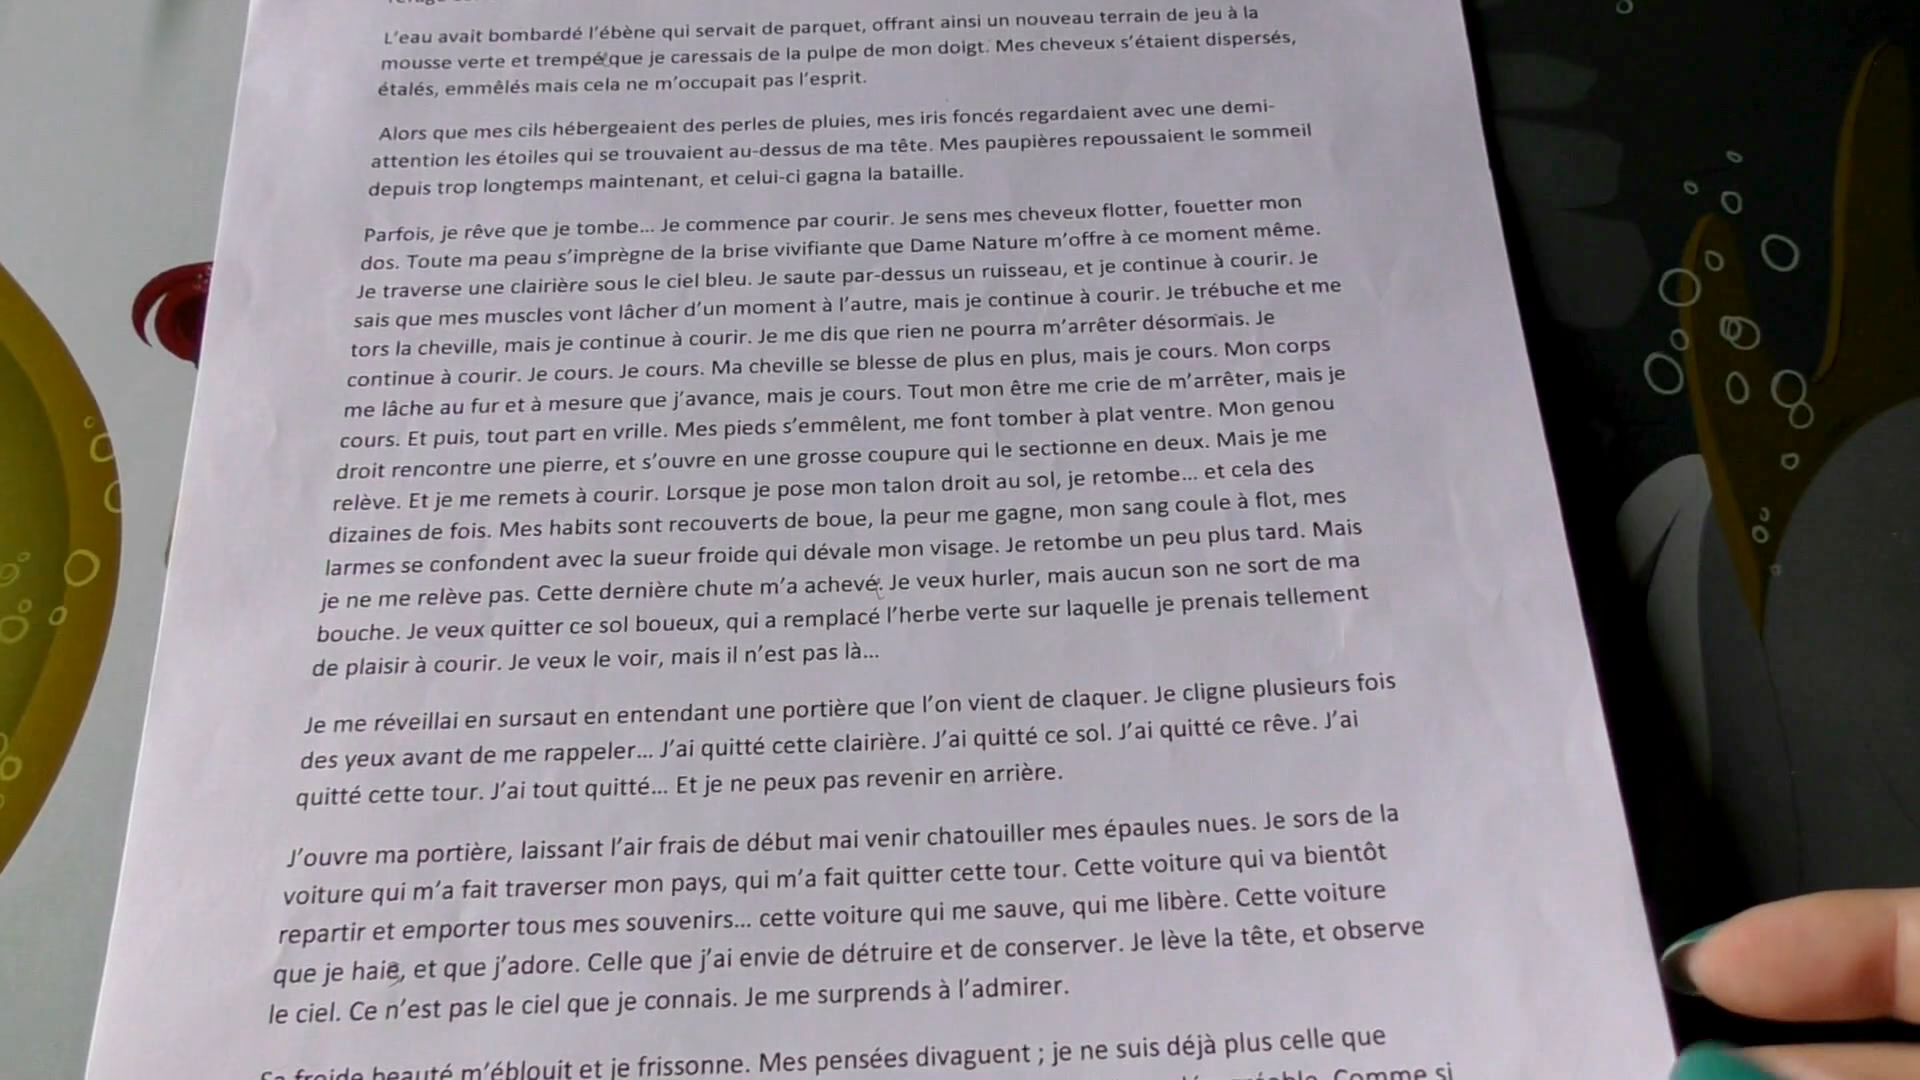 L'eau avait bombardé l'ébène qui servait de parquet, offrant ainsi un nouveau terrain de jeu à la
mousse verte et trempé que je caressais de la pulpe de mon doigt. Mes cheveux s'étaient dispersés,
étalés, emmêlés mais cela ne m'occupait pas l'esprit.
Alors que mes cils hébergeaient des perles de pluies, mes iris foncés regardaient avec une demi-
attention les étoiles qui se trouvaient au-dessus de ma tête. Mes paupières repoussaient le sommeil
depuis trop longtemps maintenant, et celui-ci gagna la bataille.
Parfois, je rêve que je tombe... Je commence par courir. Je sens mes cheveux flotter, fouetter mon
dos. Toute ma peau s'imprègne de la brise vivifiante que Dame Nature m'offre à ce moment même.
Je traverse une clairière sous le ciel bleu. Je saute par-dessus un ruisseau, et je continue à courir. Je
sais que mes muscles vont lâcher d'un moment à l'autre, mais je continue à courir. Je trébuche et me
tors la cheville, mais je continue à courir. Je me dis que rien ne pourra m'arrêter désormais. Je
continue à courir. Je cours. Je cours. Ma cheville se blesse de plus en plus, mais je cours. Mon corps
me lâche au fur et à mesure que j'avance, mais je cours. Tout mon être me crie de m'arrêter, mais je
cours. Et puis, tout part en vrille. Mes pieds s'emmêlent, me font tomber à plat ventre. Mon genou
droit rencontre une pierre, et s'ouvre en une grosse coupure qui le sectionne en deux. Mais je me
relève. Et je me remets à courir. Lorsque je pose mon talon droit au sol, je retombe... et cela des
dizaines de fois. Mes habits sont recouverts de boue, la peur me gagne, mon sang coule à flot, mes
larmes se confondent avec la sueur froide qui dévale mon visage. Je retombe un peu plus tard. Mais
je ne me relève pas. Cette dernière chute m'a achevé. Je veux hurler, mais aucun son ne sort de ma
bouche. Je veux quitter ce sol boueux, qui a remplacé l'herbe verte sur laquelle je prenais tellement
de plaisir à courir. Je veux le voir, mais il n'est pas là...
Je me réveillai en sursaut en entendant une portière que l'on vient de claquer. Je cligne plusieurs fois
des yeux avant de me rappeler... J'ai quitté cette clairière. J'ai quitté ce sol. J'ai quitté ce rêve. J'ai
quitté cette tour. J'ai tout quitté... Et je ne peux pas revenir en arrière.
J'ouvre ma portière, laissant l'air frais de début mai venir chatouiller mes épaules nues. Je sors de la
voiture qui m'a fait traverser mon pays, qui m'a fait quitter cette tour. Cette voiture qui va bientôt
repartir et emporter tous mes souvenirs... cette voiture qui me sauve, qui me libère. Cette voiture
que je haie, et que j'adore. Celle que j'ai envie de détruire et de conserver. Je lève la tête, et observe
le ciel. Ce n'est pas le ciel que je connais. Je me surprends à l'admirer.
Sa froide beauté m'éblouit et je frissonne. Mes pensées divaguent ; je ne suis déjà plus celle que
Comme si